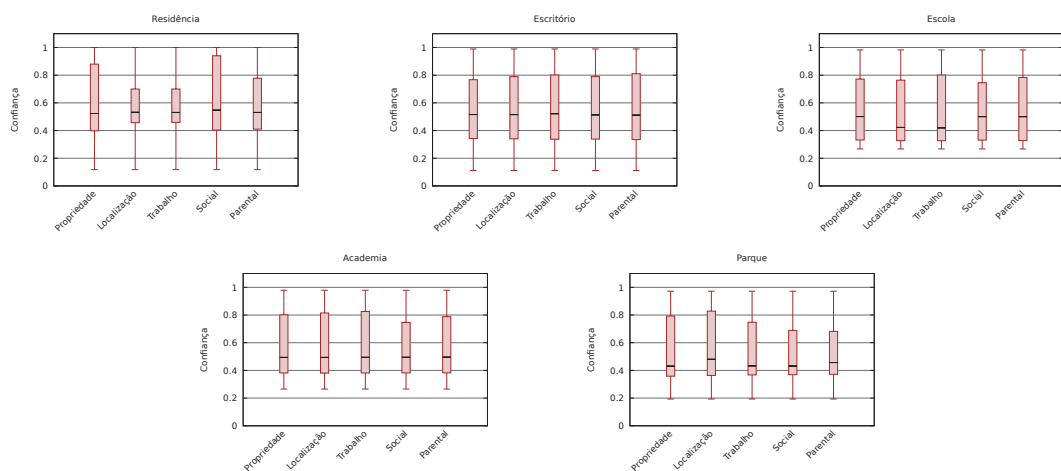 Residência
Confiança
1
0.8
0.6
0.4
0.2
0
Propriedade
Localização
Trabalho
Social
Parental
Escritório
Confiança
1
0.8
0.6
0.4
0.2
0
Propriedade
Localização
Trabalho
Social
Parental
Escola
Confiança
1
0.8
0.6
0.4
0.2
0
Propriedade
Localização
Trabalho
Social
Parental
Academia
Confiança
1
0.8
0.6
0.4
0.2
0
Propriedade
Localização
Trabalho
Social
Parental
Parque
Confiança
1
0.8
0.6
0.4
0.2
0
Propriedade
Localização
Trabalho
Social
Parental